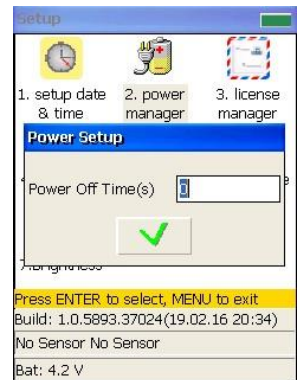 Setup
1. setup date 2. power 3. license
& time manager manager
Power Setup
Power Off Time(s) 0
7.Brightness
Press ENTER to select, MENU to exit
Build: 1.0.5893.37024(19.02.16 20:34)
No Sensor No Sensor
Bat: 4.2 V